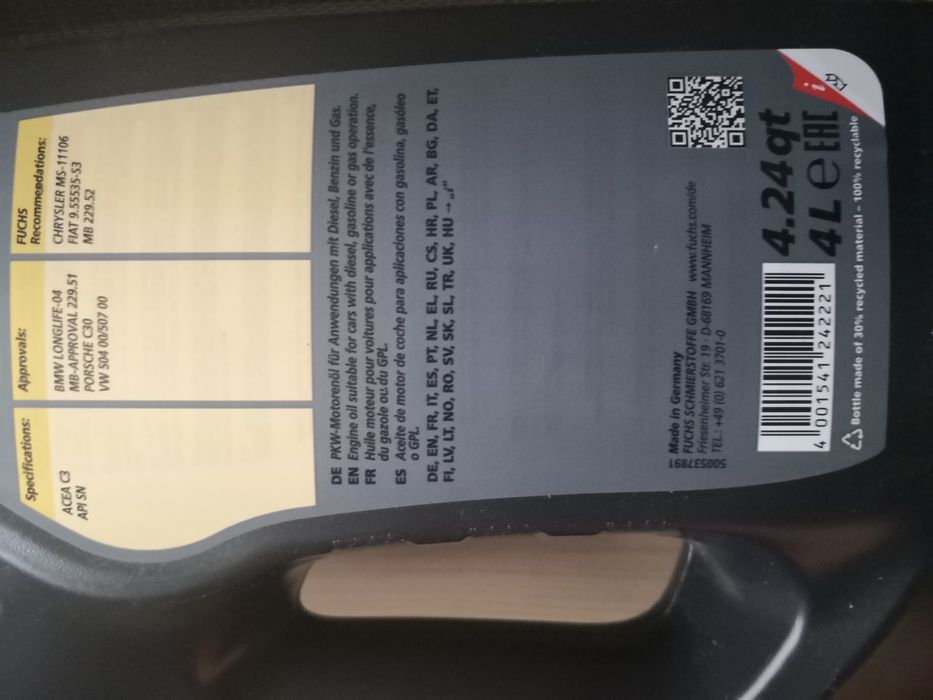 Specifications:
ACEA C3
API SN
Approvals:
BMW LONGLIFE-04
MB-APPROVAL 229.51
PORSCHE C30
VW 504 00/507 00
FUCHS
Recommendations:
CHRYSLER MS-11106
FIAT 9.55535-S3
MB 229.52
DE PKW-Motorenöl für Anwendungen mit Diesel, Benzin und Gas.
EN Engine oil suitable for cars with diesel, gasoline or gas operation.
FR Huile moteur pour voitures pour applications avec de l'essence,
du gazole ou du GPL.
ES Aceite de motor de coche para aplicaciones con gasolina, gasóleo
o GPL.
DE, EN, FR, IT, ES, PT, NL, EL, RU, CS, HR, PL, AR, BG, DA, ET,
FI, LV, LT, NO, RO, SV, SK, SL, TR, UK, HU → „i"
500537891
Made in Germany
FUCHS SCHMIERSTOFFE GMBH www.fuchs.com/de
Friesenheimer Str. 19 · D-68169 MANNHEIM
TEL.: +49 (0) 621 3701-0
4 001541 242221
4.24qt
4L e EAC
i
Bottle made of 30% recycled material – 100% recyclable